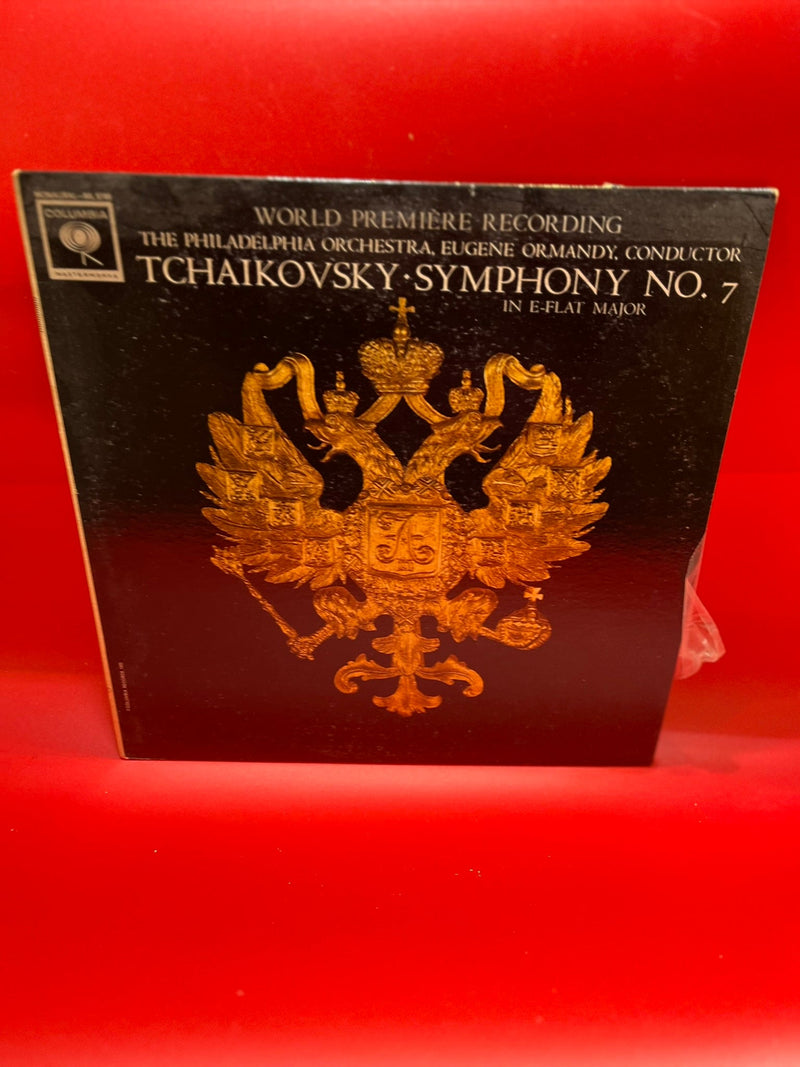 COLUMBIA
MASTERWORKS
WORLD PREMIÈRE RECORDING
THE PHILADELPHIA ORCHESTRA, EUGENE ORMANDY, CONDUCTOR
TCHAIKOVSKY · SYMPHONY NO. 7
IN E-FLAT MAJOR